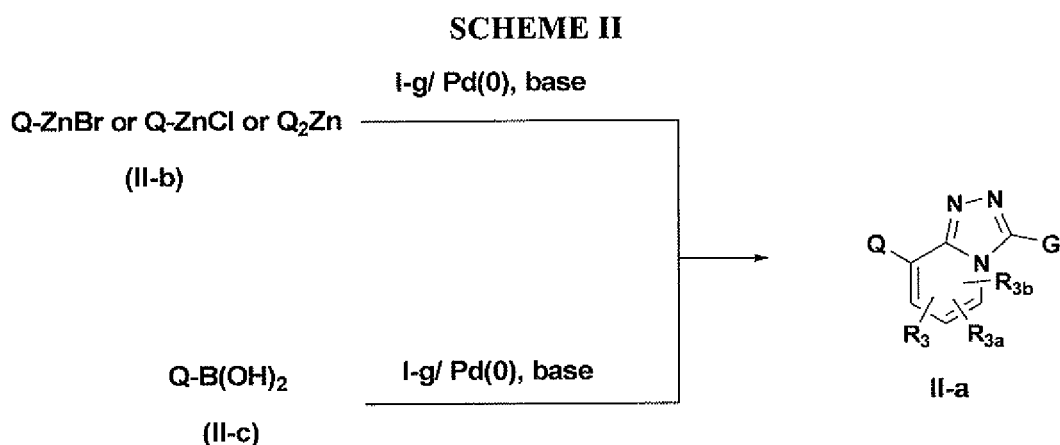 SCHEME II
I-g/ Pd(0), base
Q-ZnBr or Q-ZnCl or Q2Zn
(II-b)
N N
Q G
N
R3b
R3 R3a
Q-B(OH)2 I-g/ Pd(0), base
II-a
(II-c)